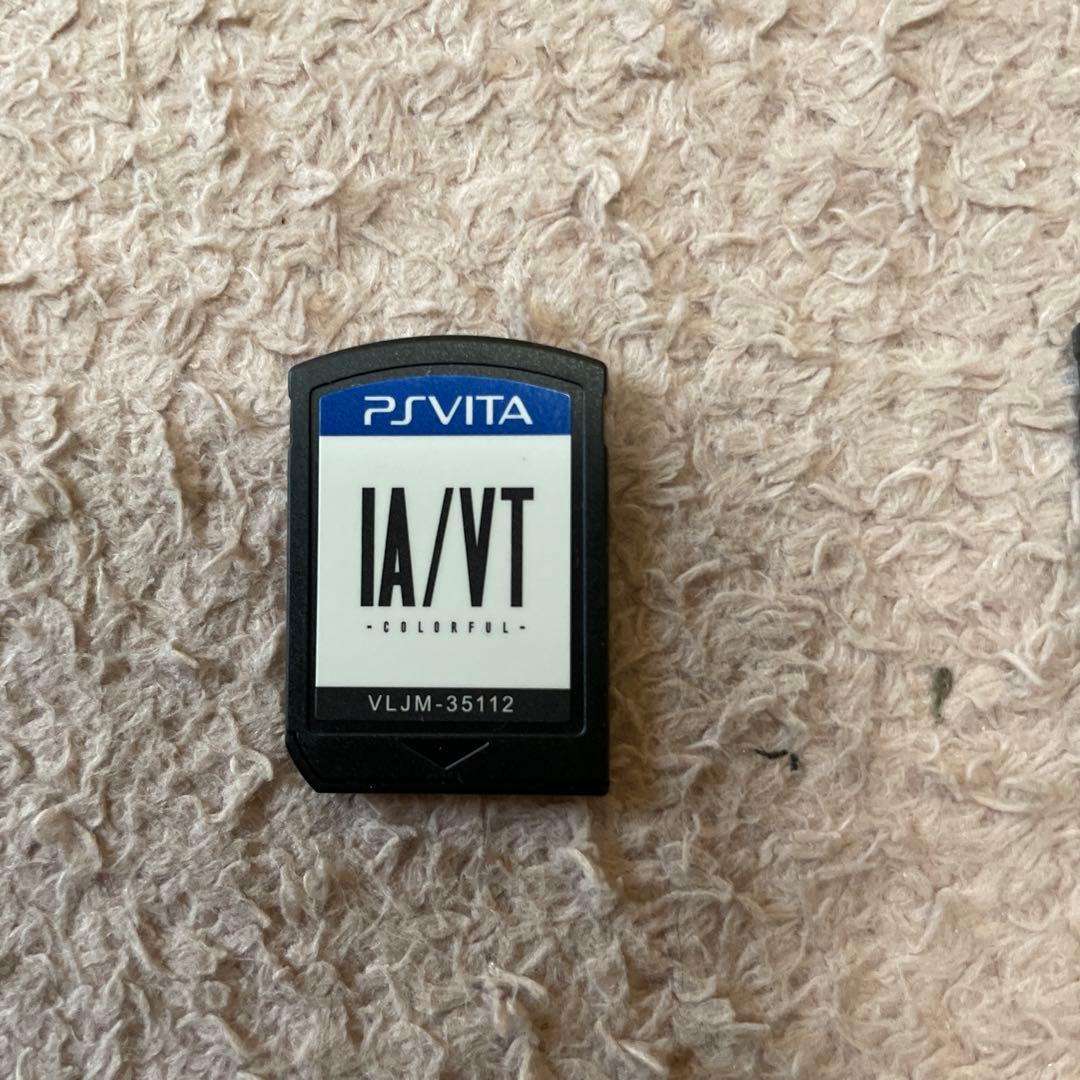 PSVITA
IA/VT
-COLORFUL-
VLJM-35112